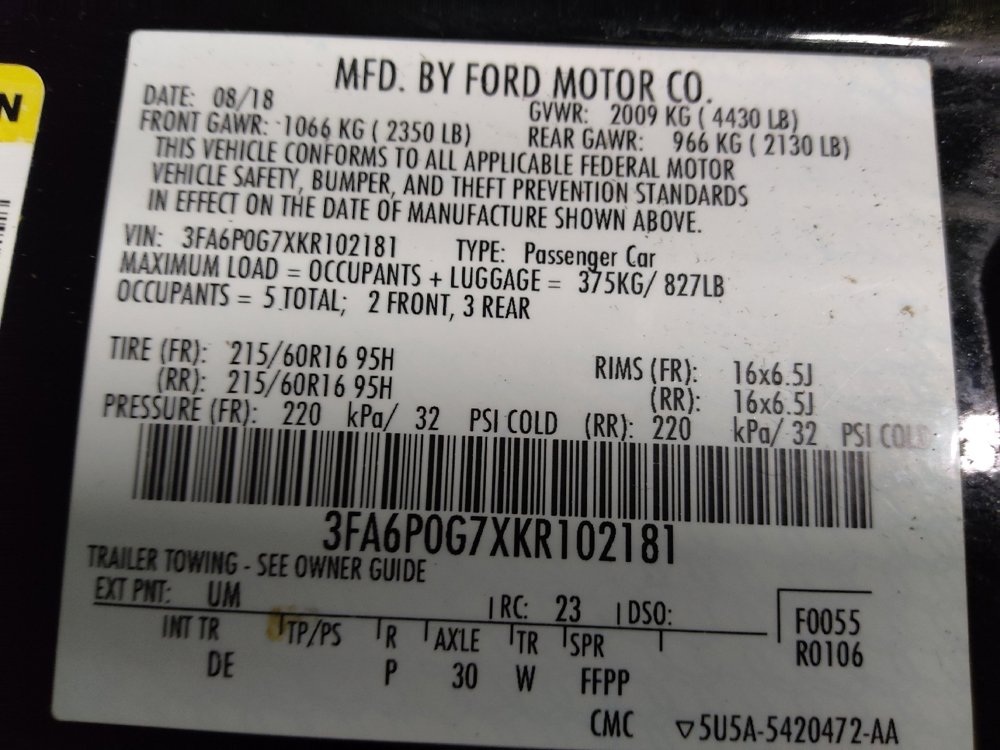 N
MFD. BY FORD MOTOR CO.
DATE: 08/18 GVWR: 2009 KG ( 4430 LB)
FRONT GAWR: 1066 KG ( 2350 LB) REAR GAWR: 966 KG ( 2130 LB)
THIS VEHICLE CONFORMS TO ALL APPLICABLE FEDERAL MOTOR
VEHICLE SAFETY, BUMPER, AND THEFT PREVENTION STANDARDS
IN EFFECT ON THE DATE OF MANUFACTURE SHOWN ABOVE.
VIN: 3FA6P0G7XKR102181 TYPE: Passenger Car
MAXIMUM LOAD = OCCUPANTS + LUGGAGE = 375KG/ 827LB
OCCUPANTS = 5 TOTAL; 2 FRONT, 3 REAR
TIRE (FR): 215/60R16 95H RIMS (FR): 16x6.5J
(RR): 215/60R16 95H (RR): 16x6.5J
PRESSURE (FR): 220 kPa/ 32 PSI COLD (RR): 220 kPa/ 32 PSI COLD
3FA6P0G7XKR102181
TRAILER TOWING - SEE OWNER GUIDE
EXT PNT: UM RC: 23 DSO: F0055
INT TR TP/PS R AXLE TR SPR R0106
DE P 30 W FFPP
CMC ▽5U5A-5420472-AA